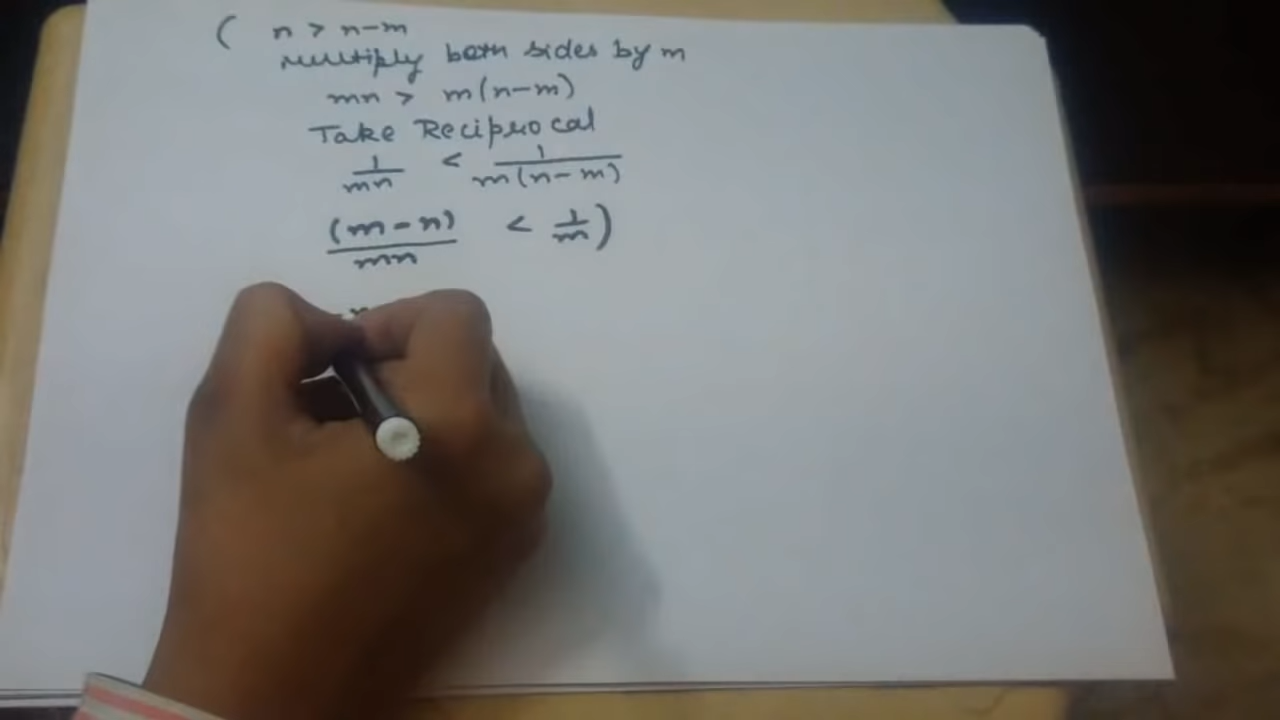 ( n > n-m
multiply both sides by m
mn > m(n-m)
Take Reciprocal
1/mn < 1/m(n-m)
(m-n)/mn < 1/m )